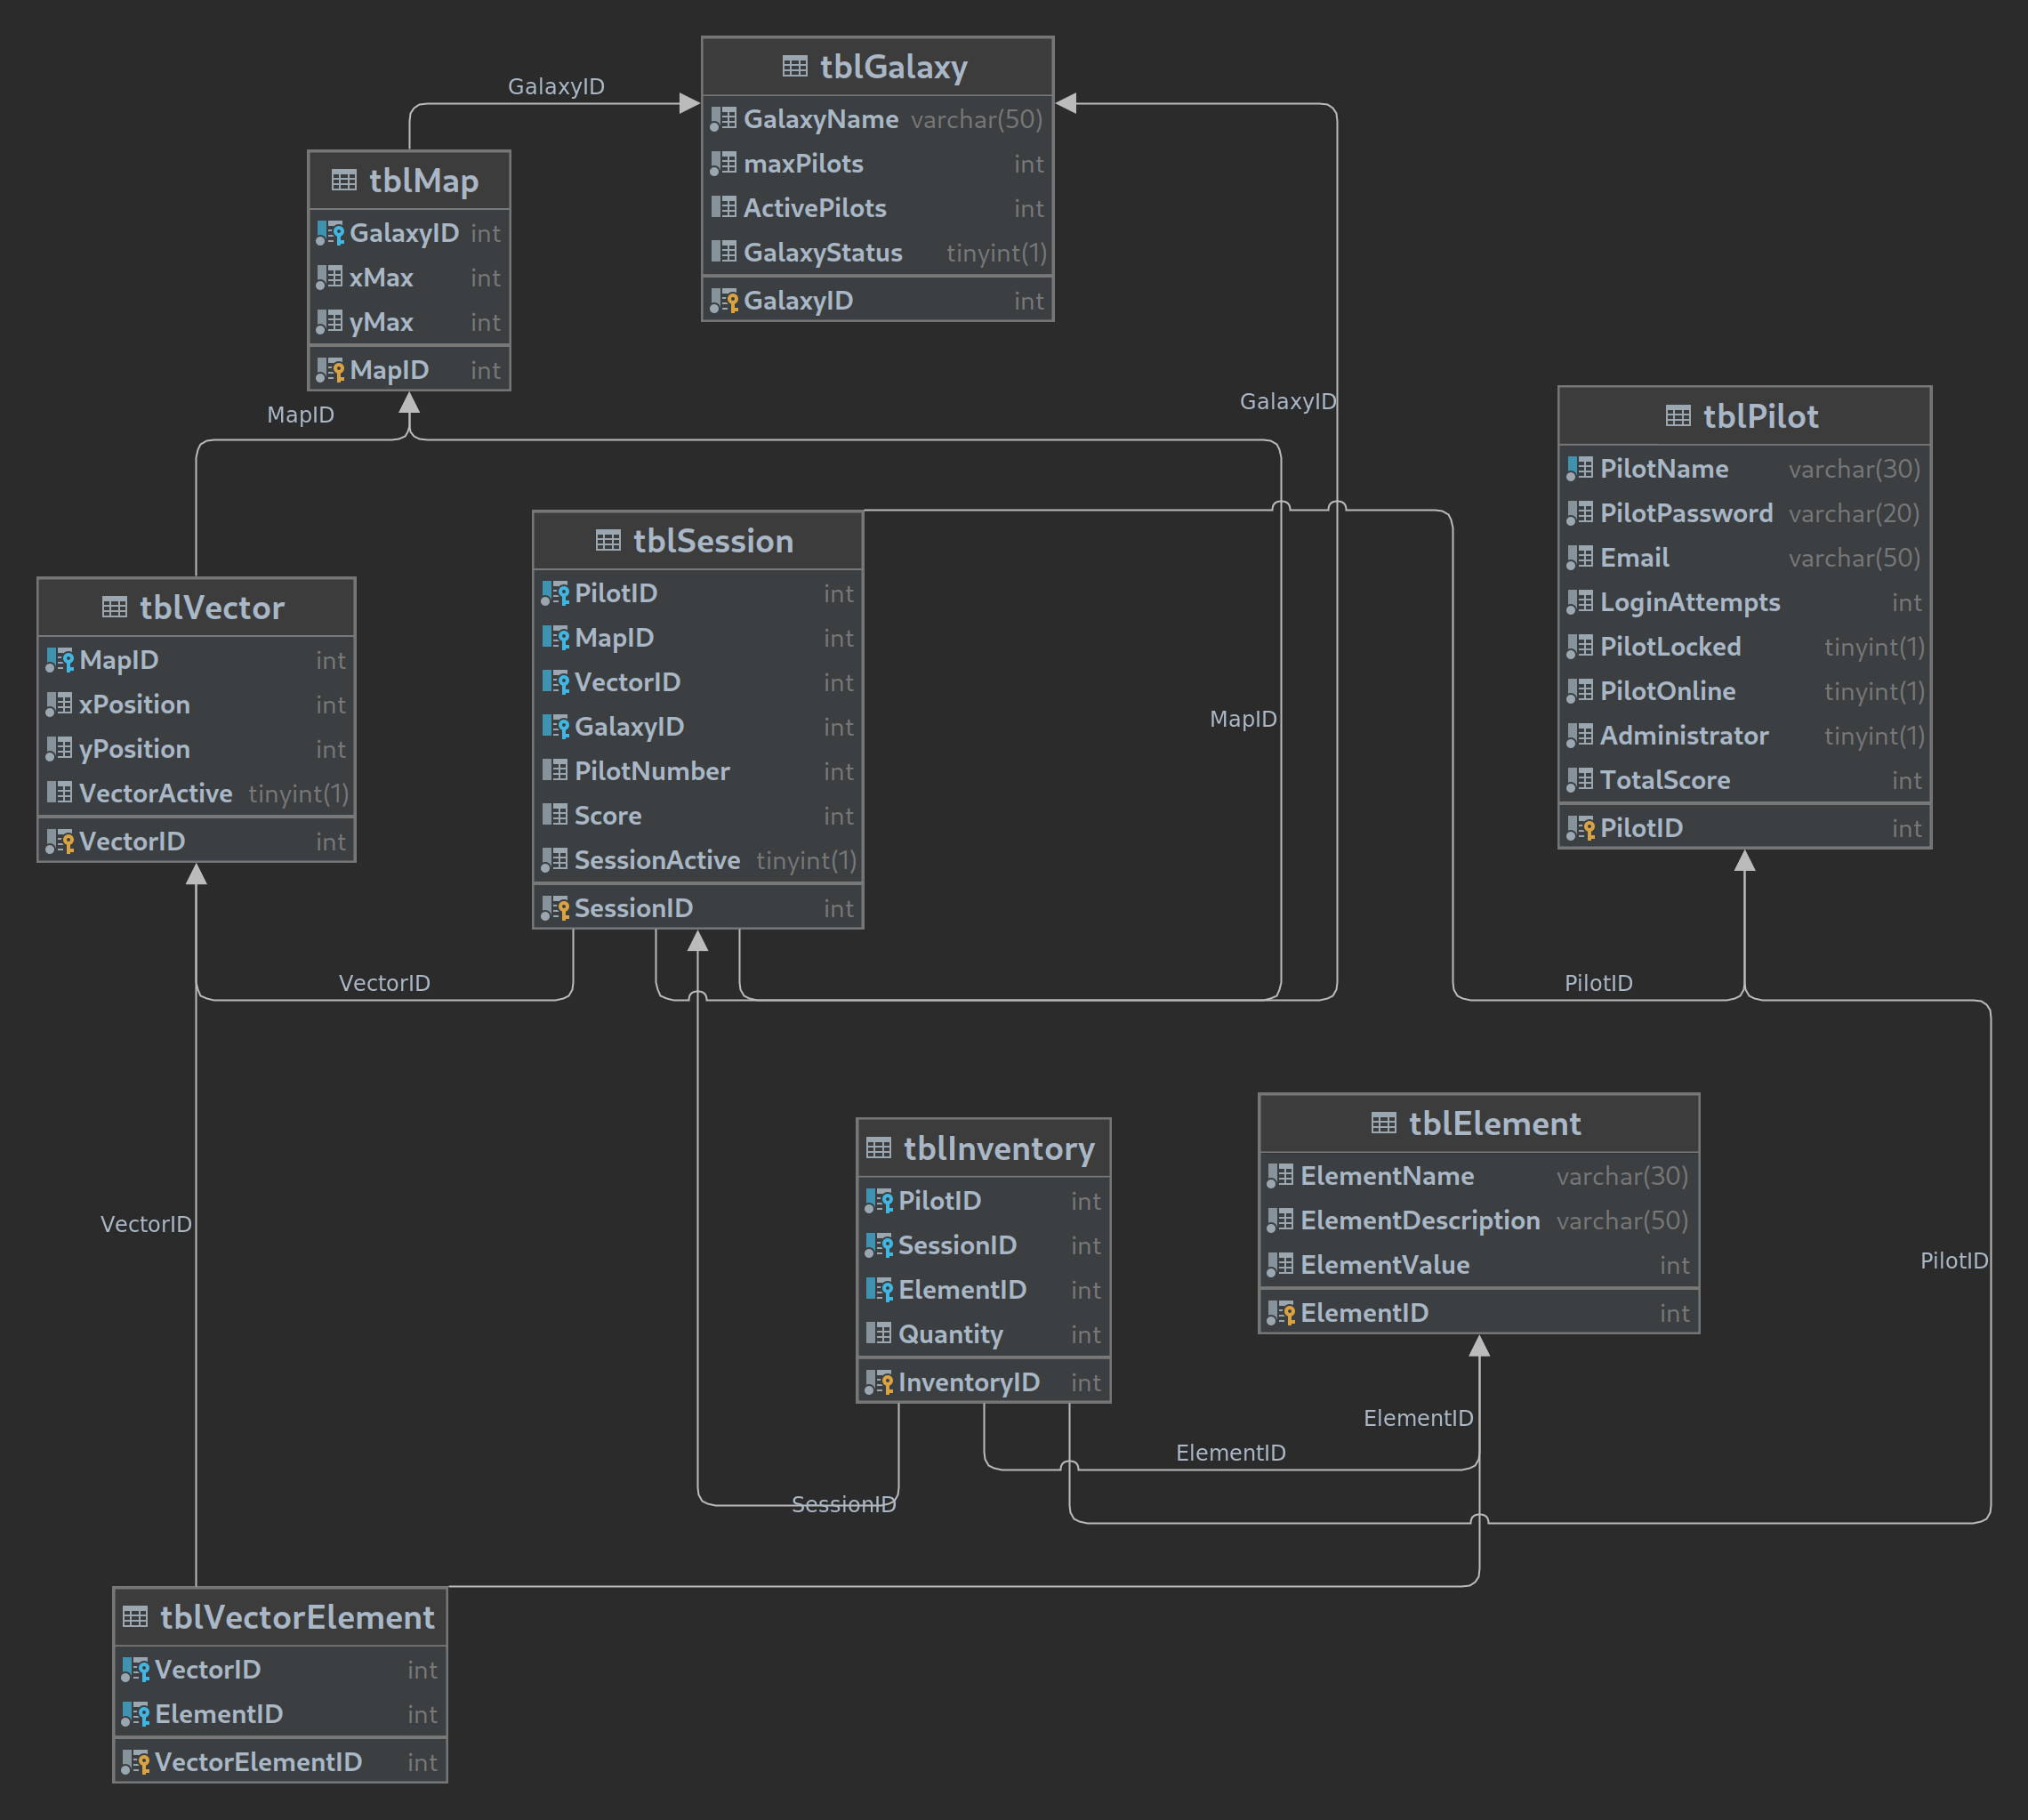 GalaxyID
tblGalaxy
GalaxyName varchar(50)
maxPilots int
ActivePilots int
GalaxyStatus tinyint(1)
GalaxyID int
tblMap
GalaxyID int
xMax int
yMax int
MapID int
MapID
GalaxyID
tblPilot
PilotName varchar(30)
PilotPassword varchar(20)
Email varchar(50)
LoginAttempts int
PilotLocked tinyint(1)
PilotOnline tinyint(1)
Administrator tinyint(1)
TotalScore int
PilotID int
tblSession
PilotID int
MapID int
VectorID int
GalaxyID int
PilotNumber int
Score int
SessionActive tinyint(1)
SessionID int
tblVector
MapID int
xPosition int
yPosition int
VectorActive tinyint(1)
VectorID int
MapID
VectorID
PilotID
tblInventory
PilotID int
SessionID int
ElementID int
Quantity int
InventoryID int
tblElement
ElementName varchar(30)
ElementDescription varchar(50)
ElementValue int
ElementID int
VectorID
PilotID
ElementID
ElementID
SessionID
tblVectorElement
VectorID int
ElementID int
VectorElementID int